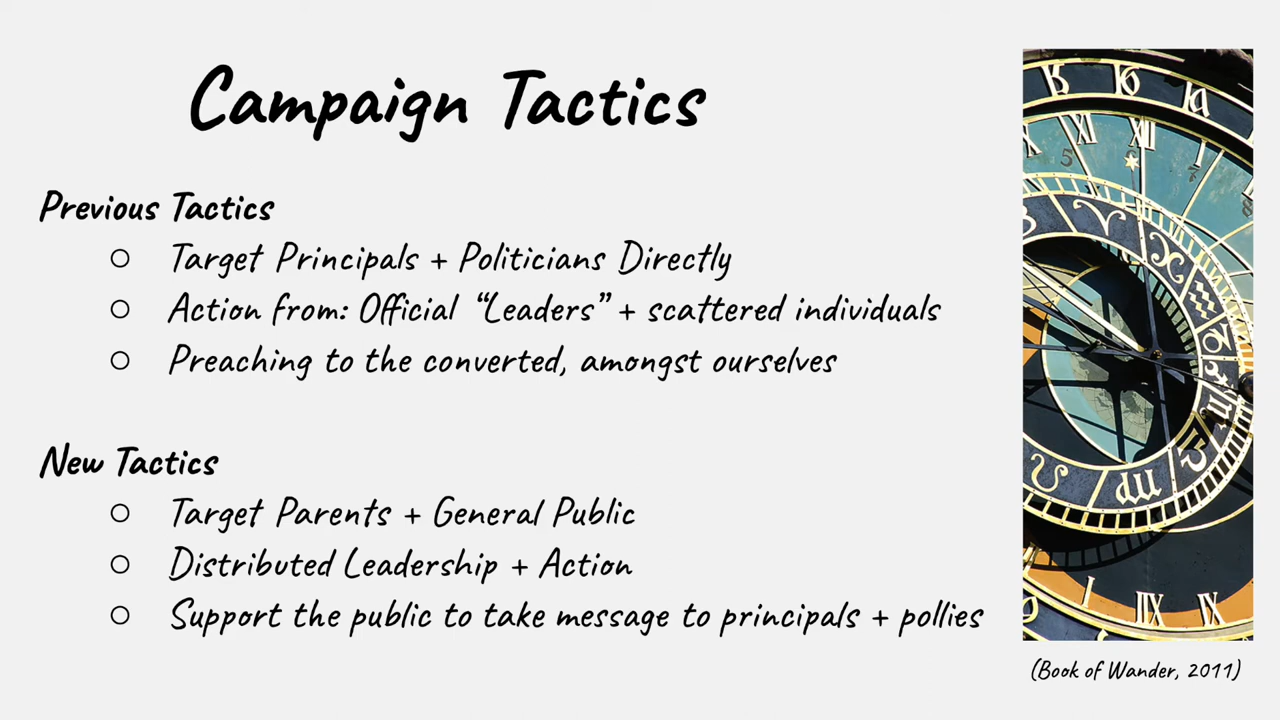 Campaign Tactics
Previous Tactics
Target Principals + Politicians Directly
Action from: Official “Leaders” + scattered individuals
Preaching to the converted, amongst ourselves
New Tactics
Target Parents + General Public
Distributed Leadership + Action
Support the public to take message to principals + pollies
(Book of Wander, 2011)